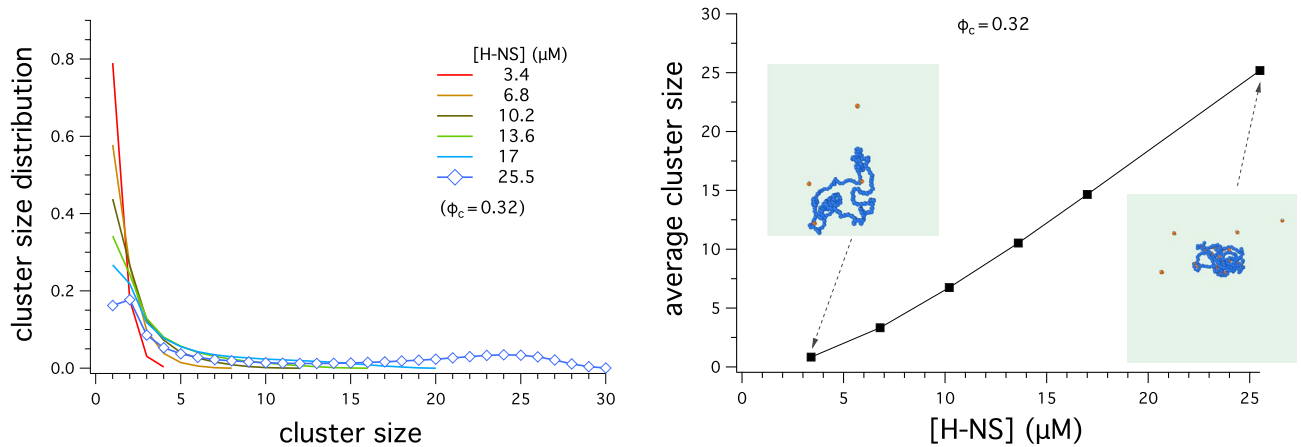 cluster size distribution
0.8
0.6
0.4
0.2
0.0
[H-NS] (μM)
3.4
6.8
10.2
13.6
17
25.5
(ϕc=0.32)
0 5 10 15 20 25 30
cluster size
average cluster size
30
25
20
15
10
5
0
ϕc=0.32
0 5 10 15 20 25
[H-NS] (μM)